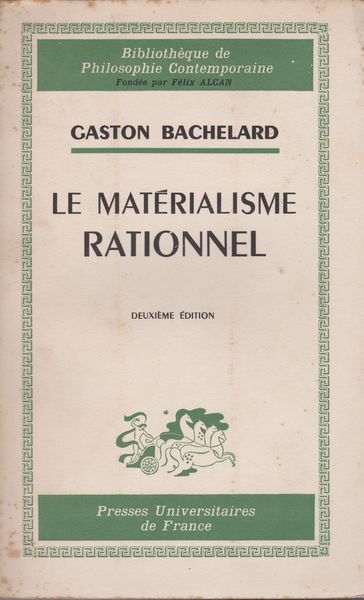 Bibliothèque de
Philosophie Contemporaine
Fondée par Félix ALCAN
GASTON BACHELARD
LE MATÉRIALISME
RATIONNEL
DEUXIÈME ÉDITION
Presses Universitaires
de France